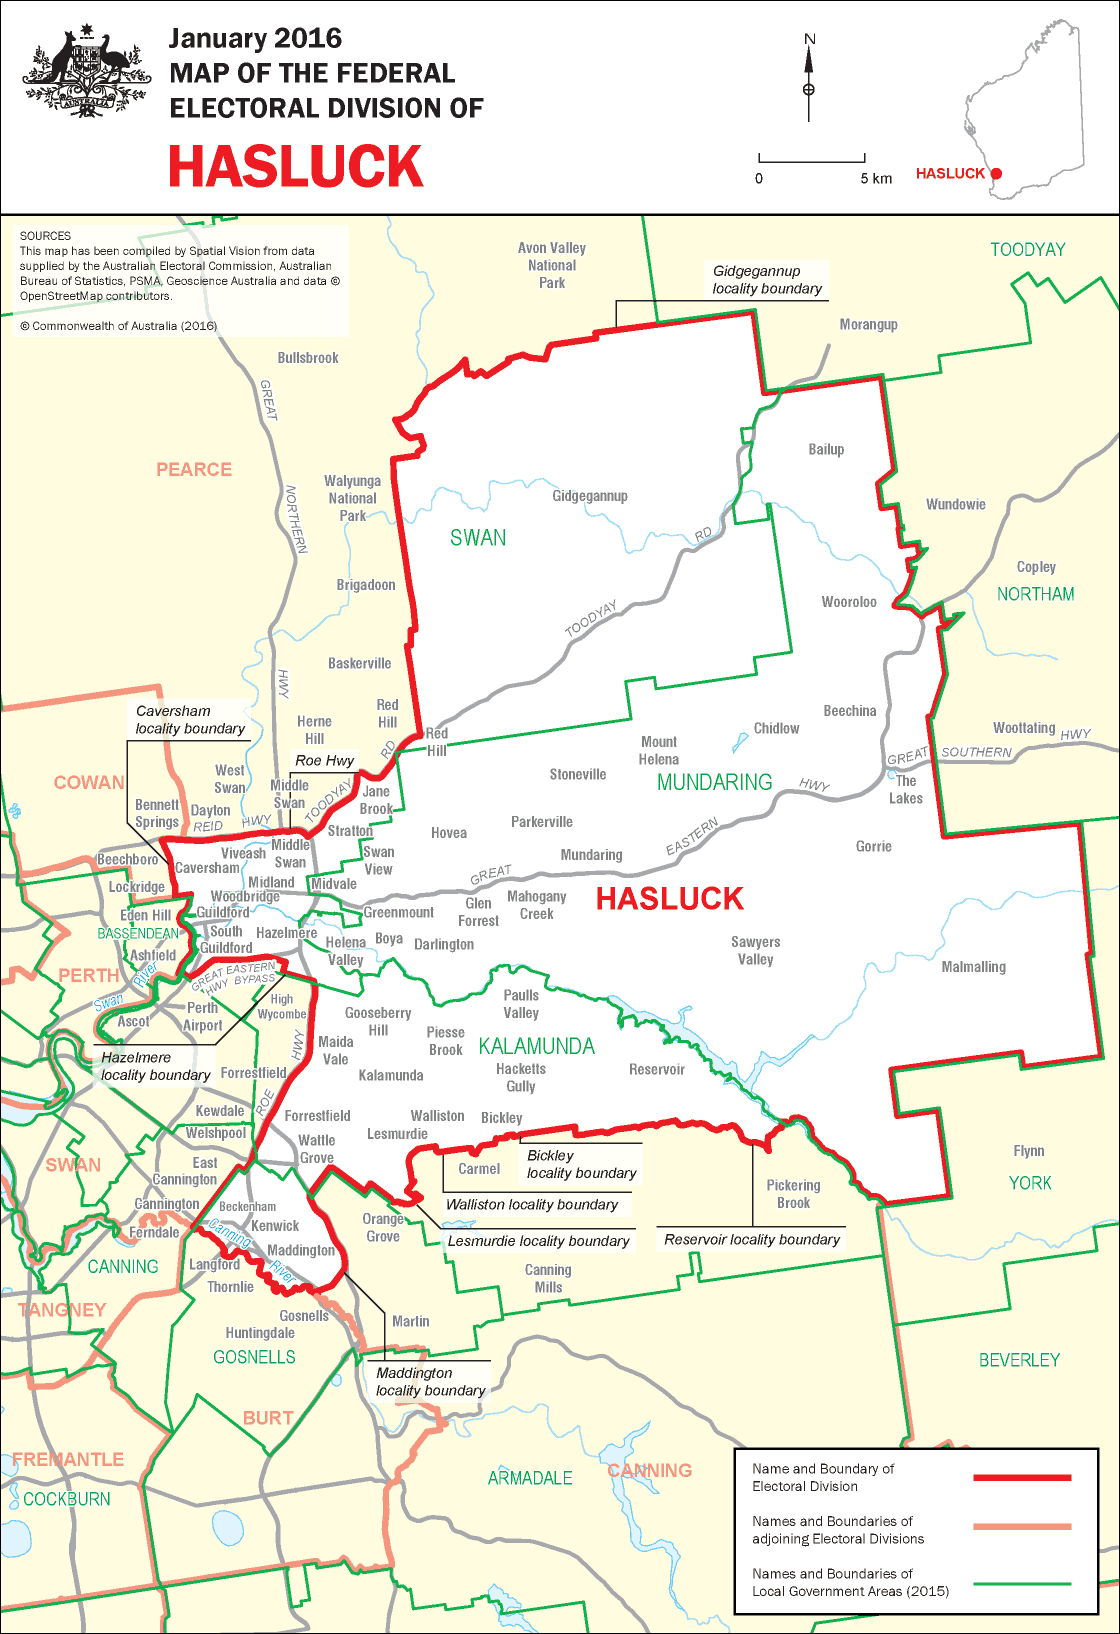 January 2016
MAP OF THE FEDERAL
ELECTORAL DIVISION OF
HASLUCK
AUSTRALIA
N
0
5 km
HASLUCK
SOURCES
This map has been compiled by Spatial Vision from data
supplied by the Australian Electoral Commission, Australian
Bureau of Statistics, PSMA, Geoscience Australia and data ©
OpenStreetMap contributors.
© Commonwealth of Australia (2016)
Avon Valley
National
Park
TOODYAY
Gidgegannup
locality boundary
Morangup
Bullsbrook
GREAT
PEARCE
Bailup
Walyunga
National
Park
Gidgegannup
NORTHERN
Wundowie
SWAN
RD
Copley
Brigadoon
NORTHAM
Wooroloo
TOODYAY
Baskerville
HWY
Red
Hill
Caversham
locality boundary
Herne
Hill
Beechina
Chidlow
Woottating
HWY
Red
Hill
RD
Mount
Helena
GREAT
SOUTHERN
Roe Hwy
West
Swan
COWAN
Stoneville
MUNDARING
HWY
The
Lakes
Middle
Swan
TOODYAY
Jane
Brook
Bennett
Springs
Dayton
REID
HWY
Stratton
Hovea
Parkerville
EASTERN
Gorrie
Beechboro
Caversham
Viveash
Middle
Swan
Swan
View
Mundaring
Lockridge
Midland
Midvale
GREAT
Woodbridge
Mahogany
Creek
HASLUCK
Eden Hill
Guildford
Greenmount
Glen
Forrest
BASSENDEAN
South
Guildford
Hazelmere
Helena
Valley
Boya
Darlington
Sawyers
Valley
Ashfield
Malmalling
PERTH
River
GREAT EASTERN
HWY BYPASS
Swan
High
Wycombe
Paulls
Valley
Perth
Airport
Gooseberry
Hill
Ascot
Piesse
Brook
KALAMUNDA
Maida
Vale
HWY
Hazelmere
locality boundary
Forrestfield
Kalamunda
Hacketts
Gully
Reservoir
ROE
Kewdale
Forrestfield
Walliston
Bickley
Welshpool
Lesmurdie
Wattle
Grove
SWAN
East
Cannington
Carmel
Bickley
locality boundary
Flynn
Pickering
Brook
YORK
Cannington
Beckenham
Walliston locality boundary
Orange
Grove
Ferndale
Canning
Kenwick
Lesmurdie locality boundary
Reservoir locality boundary
Maddington
CANNING
Langford
River
Canning
Mills
Thornlie
TANGNEY
Gosnells
Martin
Huntingdale
GOSNELLS
BEVERLEY
Maddington
locality boundary
BURT
FREMANTLE
ARMADALE
CANNING
COCKBURN
Name and Boundary of
Electoral Division
Names and Boundaries of
adjoining Electoral Divisions
Names and Boundaries of
Local Government Areas (2015)